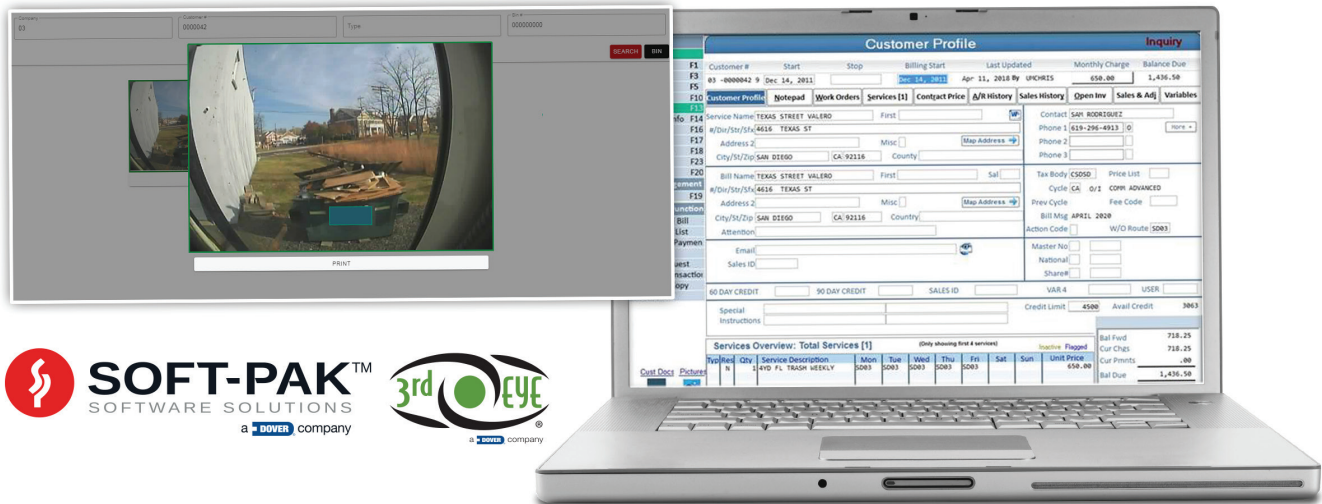 Company
03
Customer #
0000042
Type
Bin #
000000000
SEARCH BIN
PRINT
Customer Profile Inquiry
Customer # Start Stop Billing Start Last Updated Monthly Charge Balance Due
03 -0000042 9 Dec 14, 2011 Dec 14, 2011 Apr 11, 2018 By UMCHRIS 650.00 1,436.50
Customer Profile Notepad Work Orders Services [1] Contract Price A/R History Sales History Open Inv Sales & Adj Variables
Service Name TEXAS STREET VALERO First Contact SAM RODRIGUEZ
#/Dir/Str/Sfx 4616 TEXAS ST Phone 1 619-296-4913 O more +
Address 2 Misc Map Address Phone 2
City/St/Zip SAN DIEGO CA 92116 County Phone 3
Bill Name TEXAS STREET VALERO First Sal Tax Body CSDSD Price List
#/Dir/Str/Sfx 4616 TEXAS ST Cycle CA O/I COMM ADVANCED
Address 2 Misc Map Address Prev Cycle Fee Code
City/St/Zip SAN DIEGO CA 92116 Country Bill Msg APRIL 2020
Attention Action Code W/O Route SD03
Email Master No
Sales ID National
Share#
60 DAY CREDIT 90 DAY CREDIT SALES ID VAR 4 USER
Special Credit Limit 4500 Avail Credit 3063
Instructions
Services Overview: Total Services [1] (Only showing first 4 services) Inactive Flagged
Typ Res Qty Service Description Mon Tue Wed Thu Fri Sat Sun Unit Price
N 1 4YD FL TRASH WEEKLY SD03 SD03 SD03 SD03 SD03 650.00
Bal Fwd 718.25
Cur Chgs 718.25
Cur Pmnts .00
Bal Due 1,436.50
F1
F3
F5
F10
F13
nfo F14
F16
F17
F18
F23
F20
gement
F19
unction
Bill
List
Paymen
uest
nsaction
opy
Cust Docs Pictures
SOFT-PAK™
SOFTWARE SOLUTIONS
a DOVER company
3rd EYE®
a DOVER company